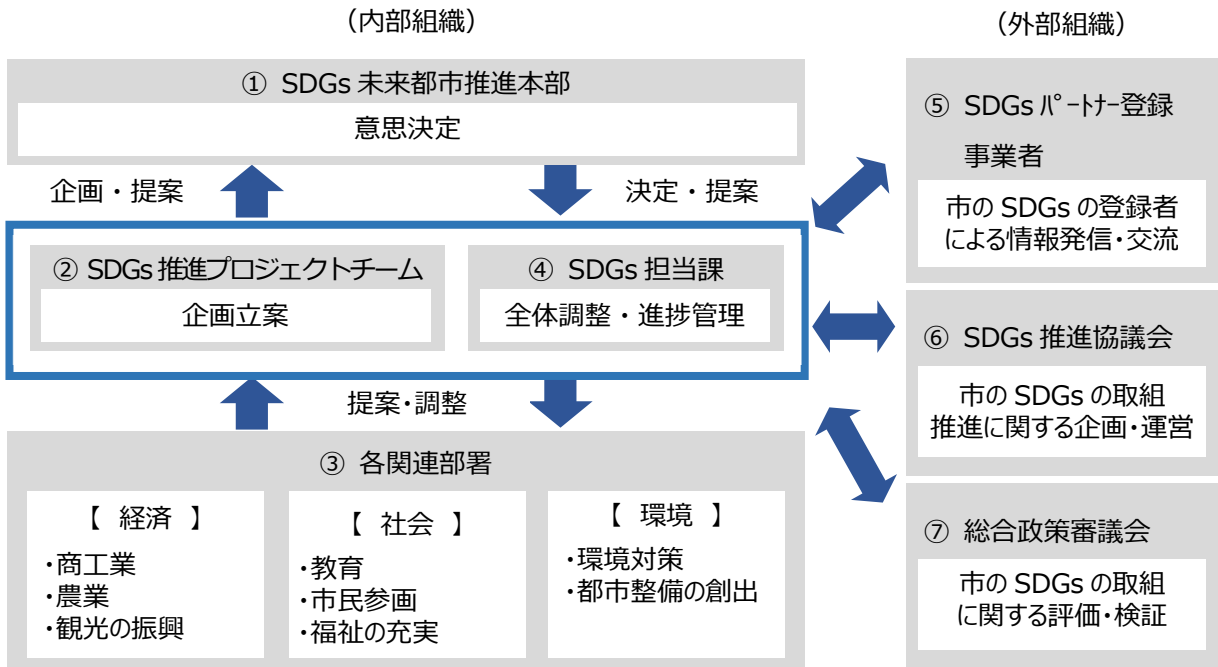 （内部組織）
① SDGs 未来都市推進本部
意思決定
企画・提案
決定・提案
② SDGs 推進プロジェクトチーム
企画立案
④ SDGs 担当課
全体調整・進捗管理
提案・調整
③ 各関連部署
【 経済 】
・商工業
・農業
・観光の振興
【 社会 】
・教育
・市民参画
・福祉の充実
【 環境 】
・環境対策
・都市整備の創出
（外部組織）
⑤ SDGs ﾊﾟｰﾄﾅｰ登録
事業者
市の SDGs の登録者
による情報発信・交流
⑥ SDGs 推進協議会
市の SDGs の取組
推進に関する企画・運営
⑦ 総合政策審議会
市の SDGs の取組
に関する評価・検証